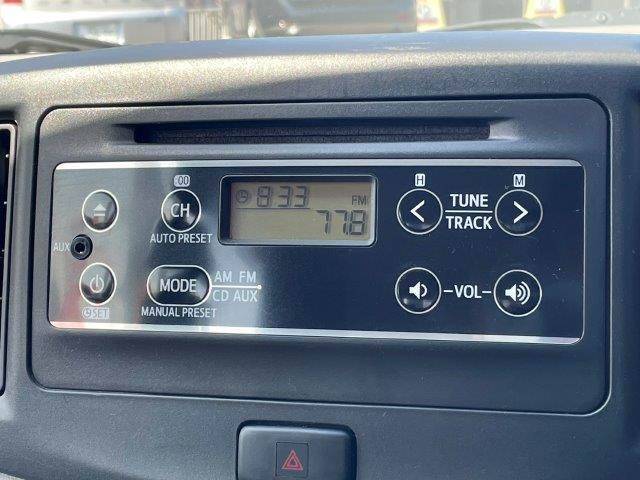 8:33
FM
77.8
:00
CH
AUTO PRESET
AUX
SET
MODE
AM FM
CD AUX
MANUAL PRESET
H
M
TUNE
TRACK
VOL